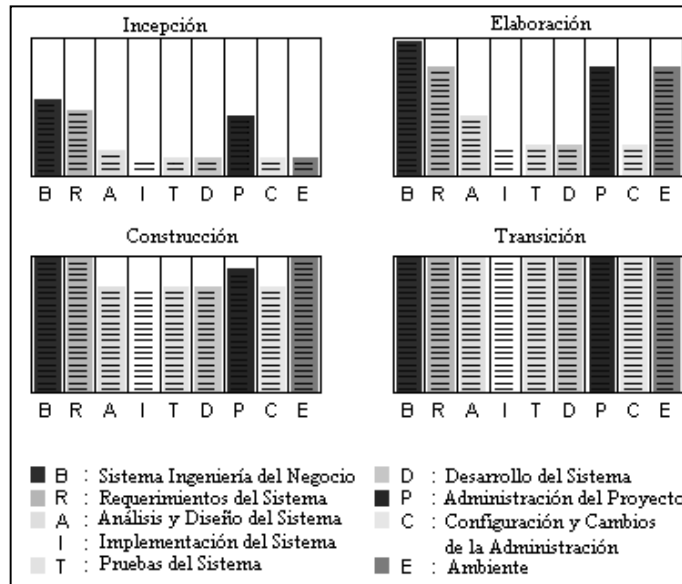 Incepción
Elaboración
B R A I T D P C E
B R A I T D P C E
Construcción
Transición
B R A I T D P C E
B R A I T D P C E
B : Sistema Ingeniería del Negocio
R : Requerimientos del Sistema
A : Análisis y Diseño del Sistema
I : Implementación del Sistema
T : Pruebas del Sistema
D : Desarrollo del Sistema
P : Administración del Proyecto
C : Configuración y Cambios
de la Administración
E : Ambiente